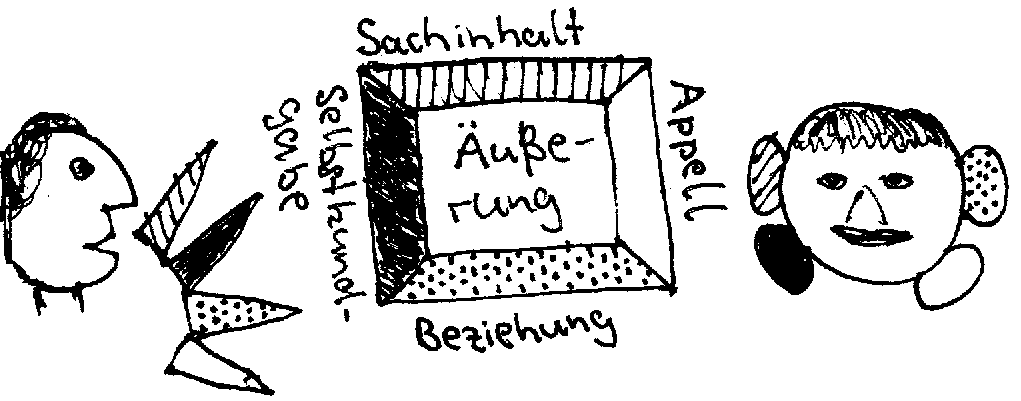 Sachinhalt
Selbstkund-
gabe
Äuße-
rung
Appell
Beziehung